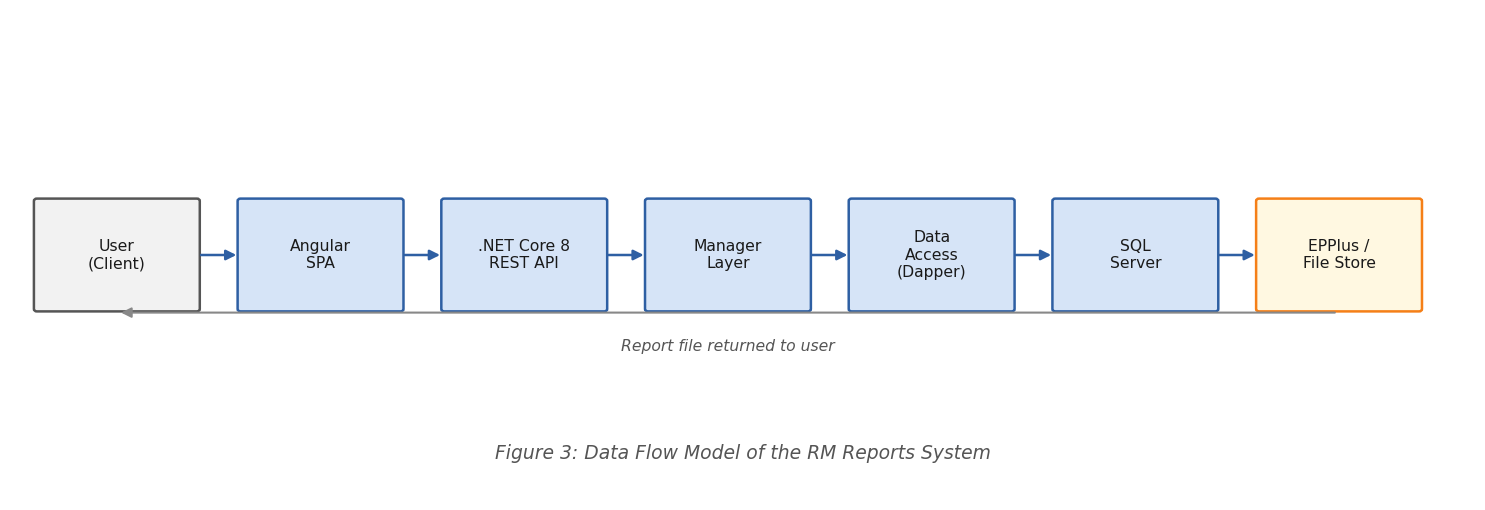 User
(Client)
Angular
SPA
.NET Core 8
REST API
Manager
Layer
Data
Access
(Dapper)
SQL
Server
EPPlus /
File Store
Report file returned to user
Figure 3: Data Flow Model of the RM Reports System